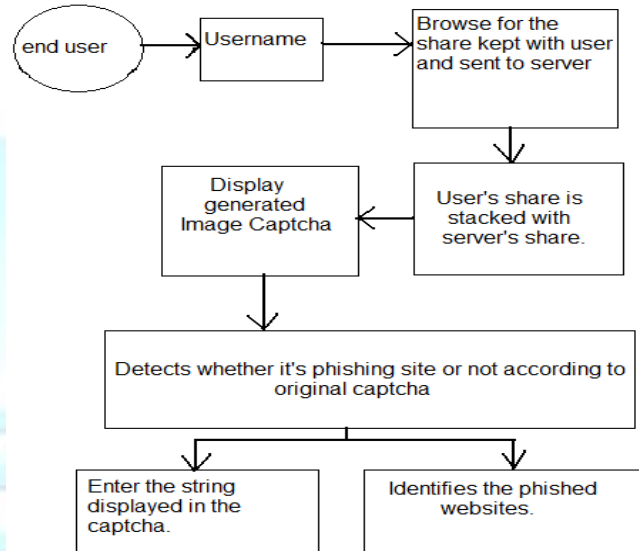 end user
Username
Browse for the
share kept with user
and sent to server
User's share is
stacked with
server's share.
Display
generated
Image Captcha
Detects whether it's phishing site or not according to
original captcha
Enter the string
displayed in the
captcha.
Identifies the phished
websites.